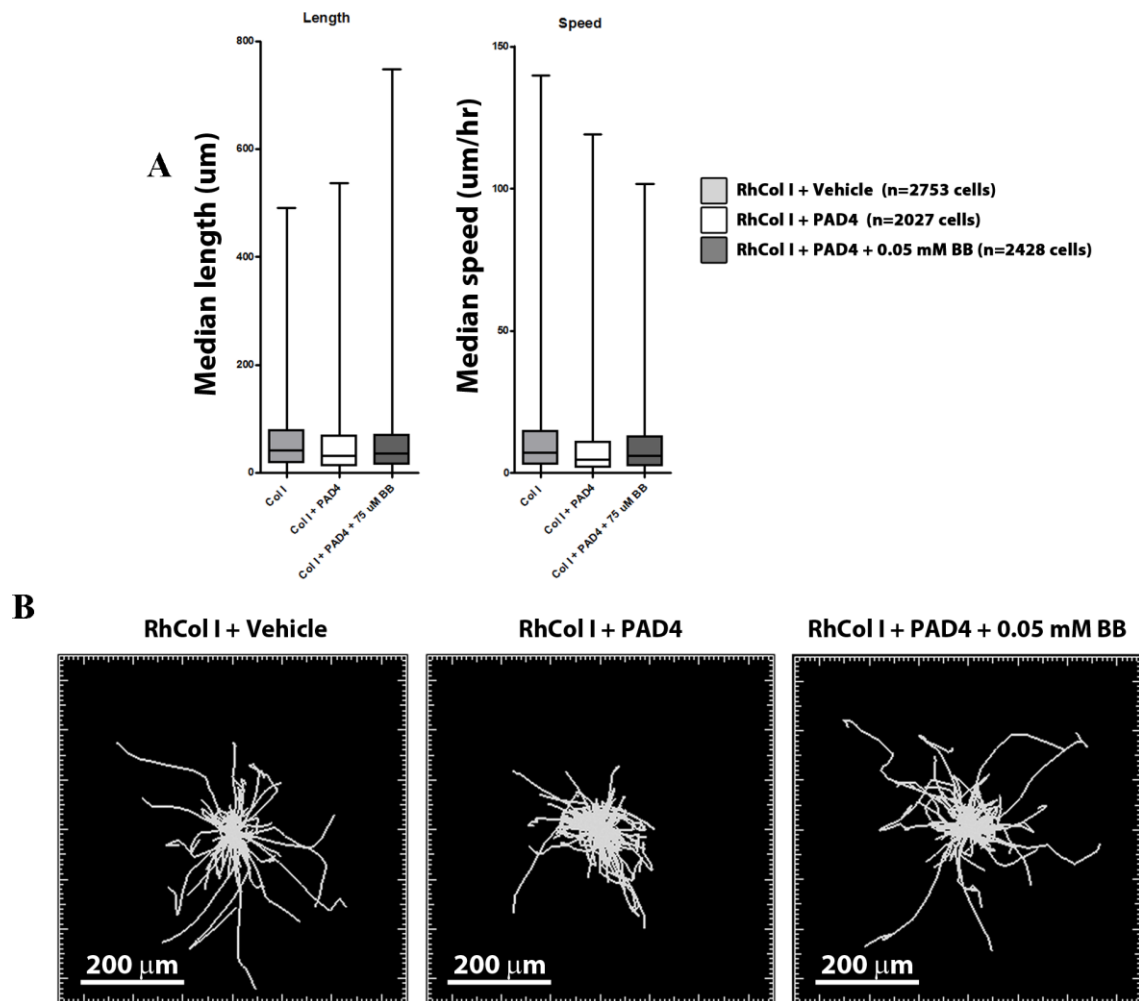 A
Length
Median length (um)
800
600
400
200
0
Col I
Col I + PAD4
Col I + PAD4 + 75 uM BB
Speed
Median speed (um/hr)
150
100
50
0
Col I
Col I + PAD4
Col I + PAD4 + 75 uM BB
RhCol I + Vehicle (n=2753 cells)
RhCol I + PAD4 (n=2027 cells)
RhCol I + PAD4 + 0.05 mM BB (n=2428 cells)
B
RhCol I + Vehicle
200 μm
RhCol I + PAD4
200 μm
RhCol I + PAD4 + 0.05 mM BB
200 μm